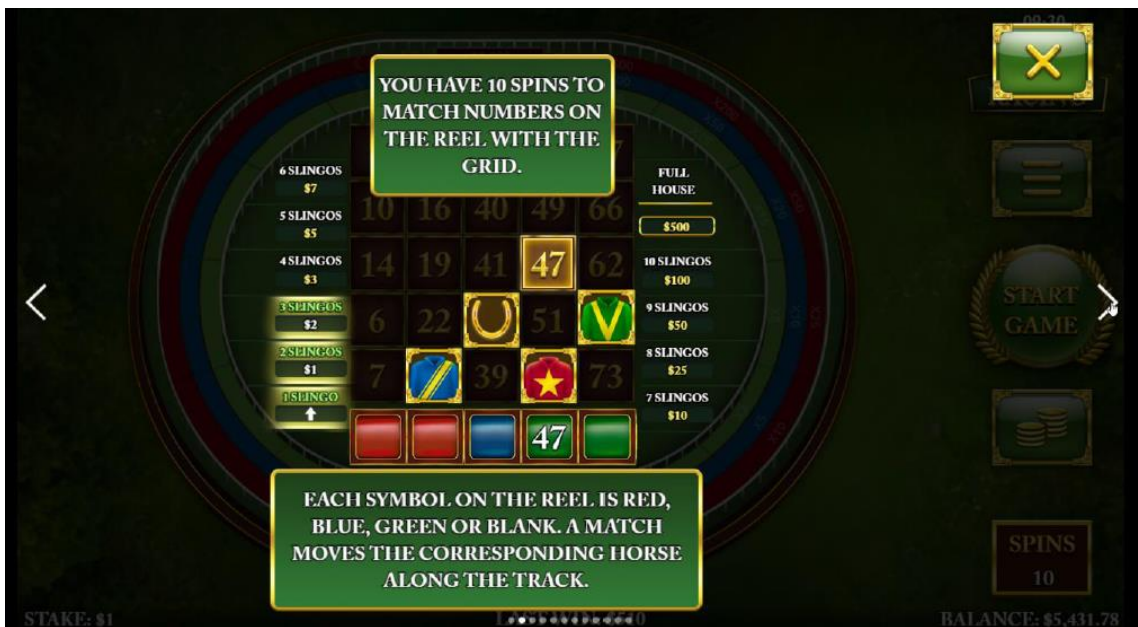 09:20
YOU HAVE 10 SPINS TO
MATCH NUMBERS ON
THE REEL WITH THE
GRID.
6 SLINGOS
$7
5 SLINGOS
$5
4 SLINGOS
$3
3 SLINGOS
$2
2 SLINGOS
$1
1 SLINGO
10 16 40 49 66
14 19 41 47 62
6 22 51
7 39 73
47
FULL
HOUSE
$500
10 SLINGOS
$100
9 SLINGOS
$50
8 SLINGOS
$25
7 SLINGOS
$10
START
GAME
SPINS
10
EACH SYMBOL ON THE REEL IS RED,
BLUE, GREEN OR BLANK. A MATCH
MOVES THE CORRESPONDING HORSE
ALONG THE TRACK.
STAKE: $1
BALANCE: $5,431.78